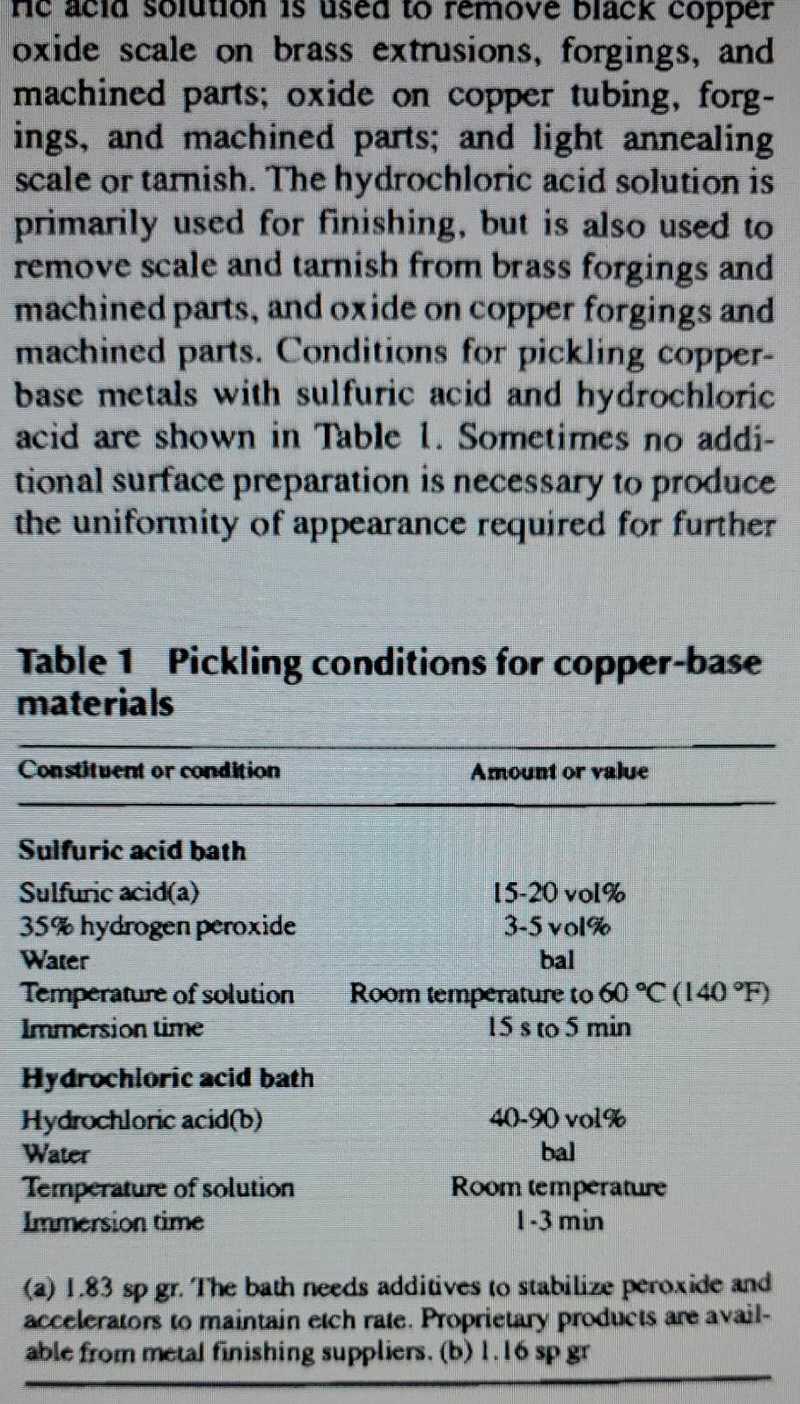 ric acid solution is used to remove black copper
oxide scale on brass extrusions, forgings, and
machined parts; oxide on copper tubing, forg-
ings, and machined parts; and light annealing
scale or tarnish. The hydrochloric acid solution is
primarily used for finishing, but is also used to
remove scale and tarnish from brass forgings and
machined parts, and oxide on copper forgings and
machined parts. Conditions for pickling copper-
base metals with sulfuric acid and hydrochloric
acid are shown in Table 1. Sometimes no addi-
tional surface preparation is necessary to produce
the uniformity of appearance required for further
Table 1 Pickling conditions for copper-base
materials
Constituent or condition Amount or value
Sulfuric acid bath
Sulfuric acid(a) 15-20 vol%
35% hydrogen peroxide 3-5 vol%
Water bal
Temperature of solution Room temperature to 60 °C (140 °F)
Immersion time 15 s to 5 min
Hydrochloric acid bath
Hydrochloric acid(b) 40-90 vol%
Water bal
Temperature of solution Room temperature
Immersion time 1-3 min
(a) 1.83 sp gr. The bath needs additives to stabilize peroxide and
accelerators to maintain etch rate. Proprietary products are avail-
able from metal finishing suppliers. (b) 1.16 sp gr